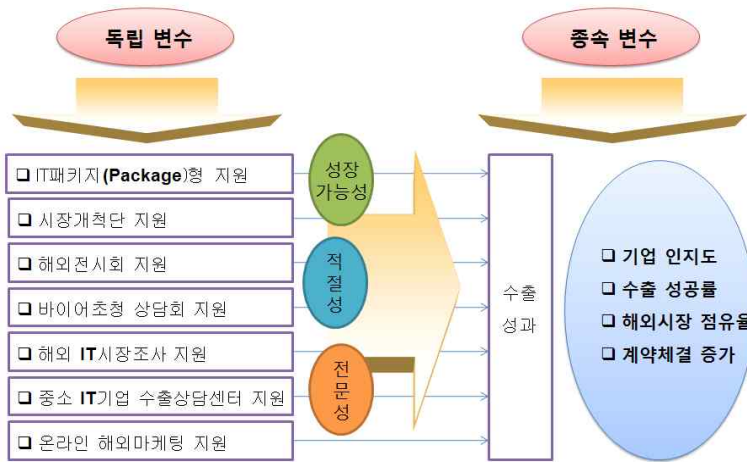 독립 변수
종속 변수
❑ IT패키지(Package)형 지원
❑ 시장개척단 지원
❑ 해외전시회 지원
❑ 바이어초청 상담회 지원
❑ 해외 IT시장조사 지원
❑ 중소 IT기업 수출상담센터 지원
❑ 온라인 해외마케팅 지원
성장
가능성
적
절
성
전
문
성
수출
성과
❑ 기업 인지도
❑ 수출 성공률
❑ 해외시장 점유율
❑ 계약체결 증가